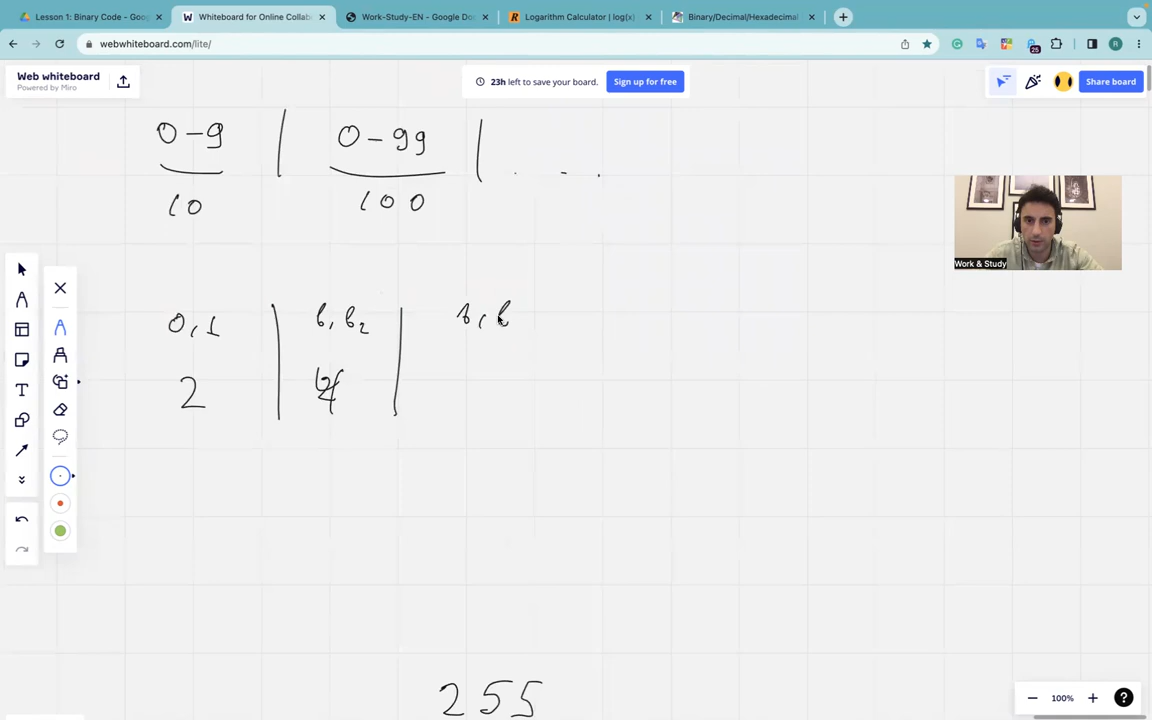 Lesson 1: Binary Code - Goog
Whiteboard for Online Collab
Work-Study-EN - Google Do
Logarithm Calculator | log(x)
Binary/Decimal/Hexadecimal
webwhiteboard.com/lite/
25
R
Web whiteboard
Powered by Miro
23h left to save your board.
Sign up for free
Share board
0-9 | 0-99 |
10 100
Work & Study
0,1 | b, b2 | b, b
2
255
100%